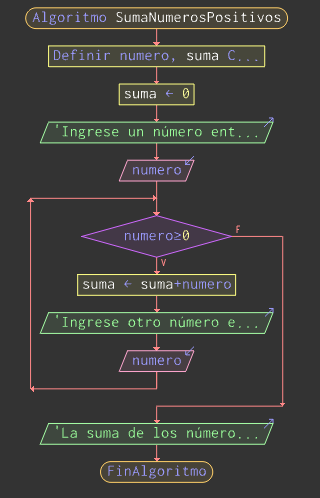 Algoritmo SumaNumerosPositivos
Definir numero, suma C...
suma ← 0
'Ingrese un número ent...
numero
numero≥0
F
V
suma ← suma+numero
'Ingrese otro número e...
numero
'La suma de los número...
FinAlgoritmo